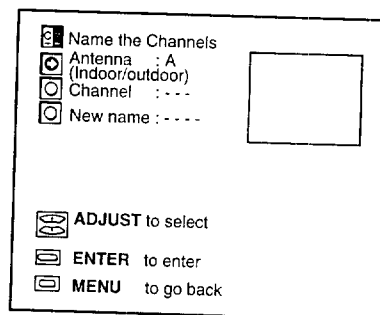 Name the Channels
Antenna : A
(Indoor/outdoor)
Channel : - - -
New name : - - - -
ADJUST to select
ENTER to enter
MENU to go back